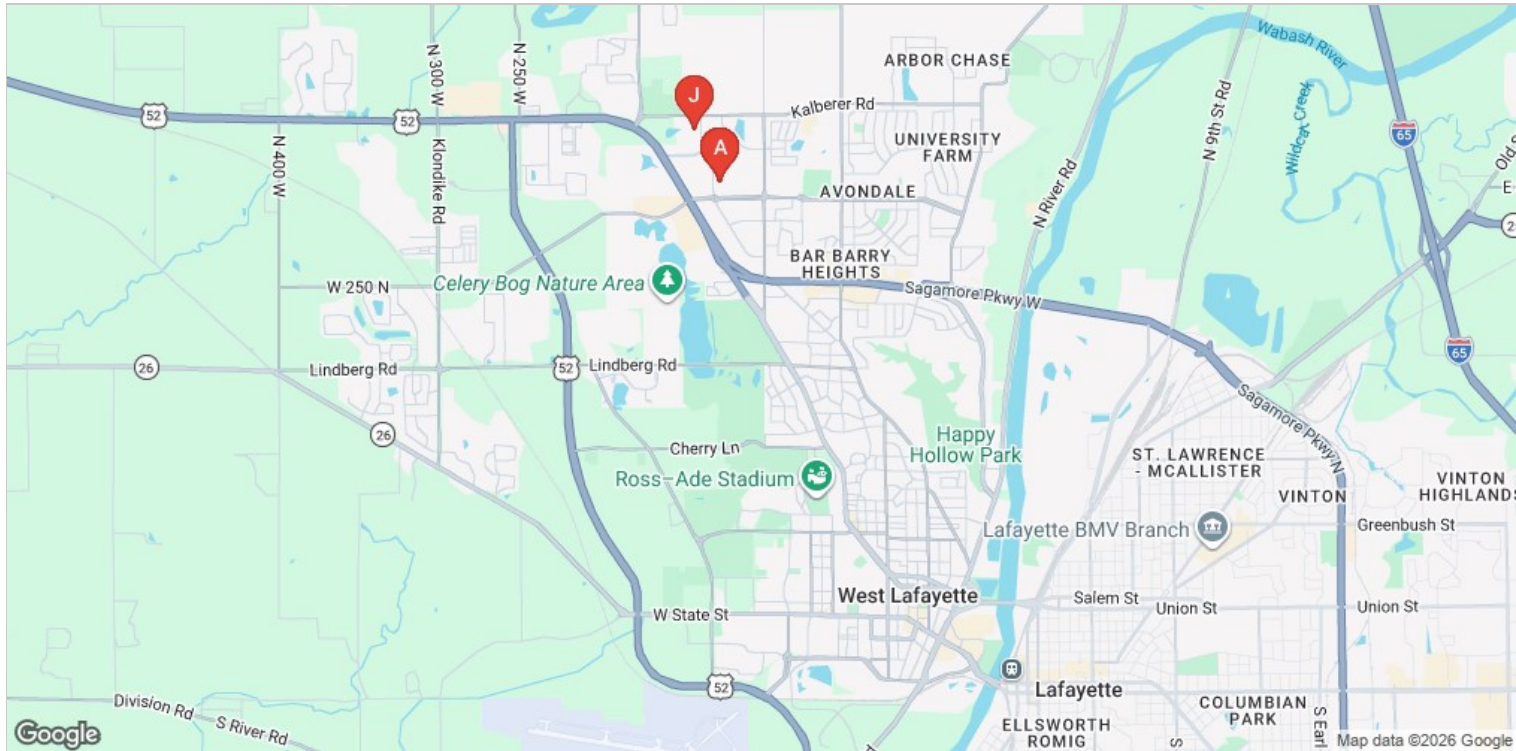 Wabash River
ARBOR CHASE
N 300 W
N 250 W
J
Kalberer Rd
N 9th St Rd
Wildcat Creek
65
52
52
A
UNIVERSITY
FARM
N 400 W
Klondike Rd
AVONDALE
N River Rd
BAR BARRY
HEIGHTS
W 250 N
Celery Bog Nature Area
Sagamore Pkwy W
26
Lindberg Rd
52
Lindberg Rd
65
Sagamore Pkwy N
26
Cherry Ln
Happy
Hollow Park
Ross-Ade Stadium
ST. LAWRENCE
- MCALLISTER
VINTON
VINTON
HIGHLANDS
Lafayette BMV Branch
Greenbush St
West Lafayette
Salem St
Union St
Union St
W State St
52
Lafayette
Division Rd
S River Rd
COLUMBIAN
PARK
S Earl
ELLSWORTH
ROMIG
Google
Map data ©2026 Google